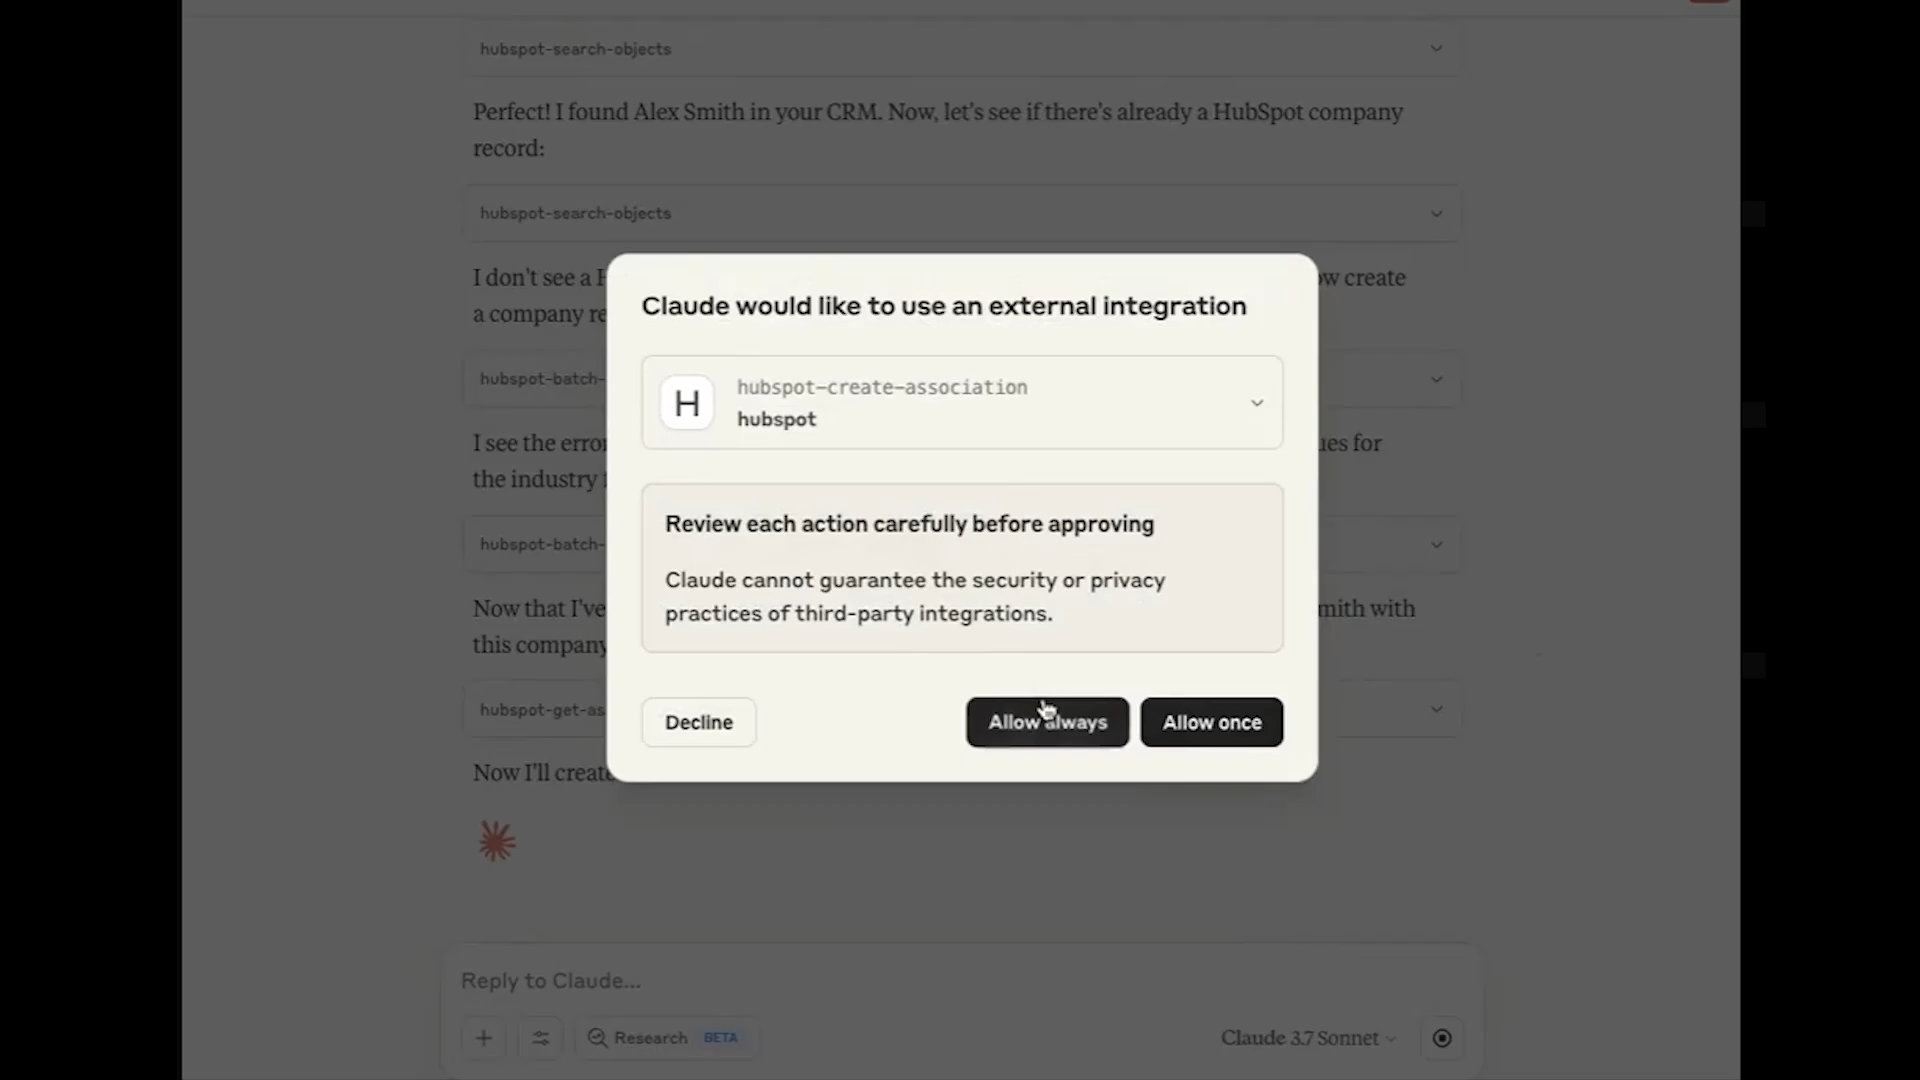 hubspot-search-objects
Perfect! I found Alex Smith in your CRM. Now, let's see if there's already a HubSpot company
record:
hubspot-search-objects
I don't see a H
ow create
a company re
hubspot-batch-
I see the error
ues for
the industry f
hubspot-batch-
Now that I've
mith with
this company
hubspot-get-as
Now I'll create
Claude would like to use an external integration
H
hubspot-create-association
hubspot
Review each action carefully before approving
Claude cannot guarantee the security or privacy
practices of third-party integrations.
Decline
Allow always
Allow once
Reply to Claude...
Research BETA
Claude 3.7 Sonnet